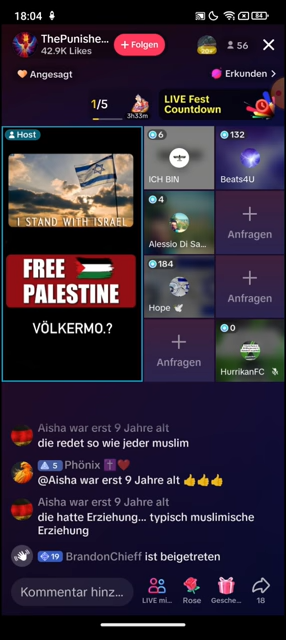 18:04
84
ThePunishe...
42.9K Likes
+ Folgen
56
Angesagt
Erkunden >
1/5
3h33m
LIVE Fest
Countdown
Host
I STAND WITH ISRAEL
FREE
PALESTINE
VÖLKERMO.?
6
ICH BIN
132
Beats4U
4
Alessio Di Sa...
Anfragen
184
Hope
Anfragen
Anfragen
0
HurrikanFC
Aisha war erst 9 Jahre alt
die redet so wie jeder muslim
5 Phönix ✝️❤️
@Aisha war erst 9 Jahre alt 👍👍👍
Aisha war erst 9 Jahre alt
die hatte Erziehung... typisch muslimische
Erziehung
19 BrandonChieff ist beigetreten
Kommentar hinz...
LIVE mi...
Rose
Gesche...
18